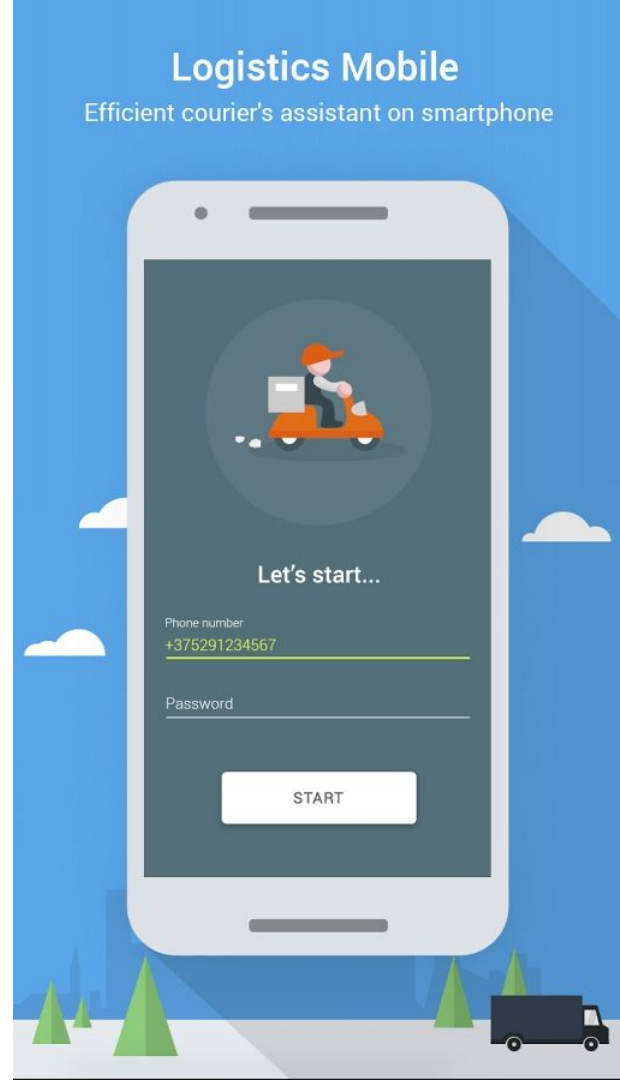 Logistics Mobile
Efficient courier's assistant on smartphone
Let's start...
Phone number
+375291234567
Password
START